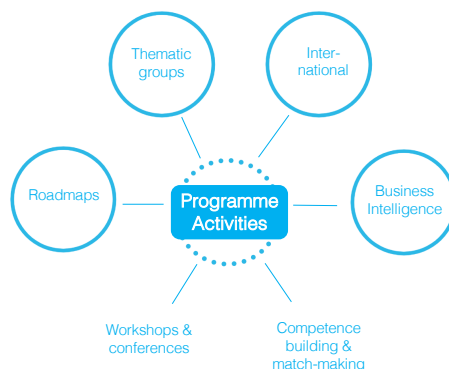 Thematic
groups
Inter-
national
Roadmaps
Programme
Activities
Business
Intelligence
Workshops &
conferences
Competence
building &
match-making